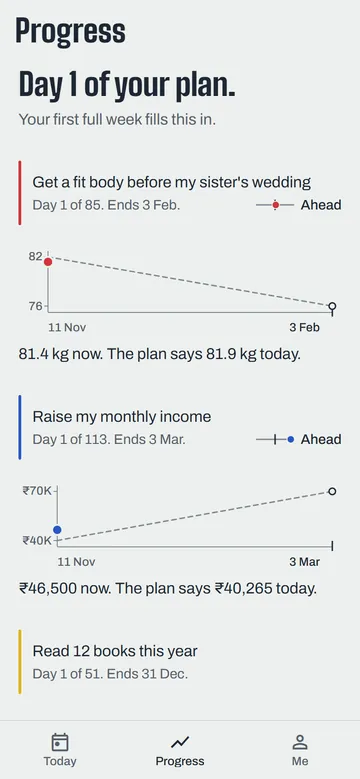 Progress
Day 1 of your plan.
Your first full week fills this in.
Get a fit body before my sister's wedding
Day 1 of 85. Ends 3 Feb.
Ahead
82
76
11 Nov
3 Feb
81.4 kg now. The plan says 81.9 kg today.
Raise my monthly income
Day 1 of 113. Ends 3 Mar.
Ahead
₹70K
₹40K
11 Nov
3 Mar
₹46,500 now. The plan says ₹40,265 today.
Read 12 books this year
Day 1 of 51. Ends 31 Dec.
Today
Progress
Me